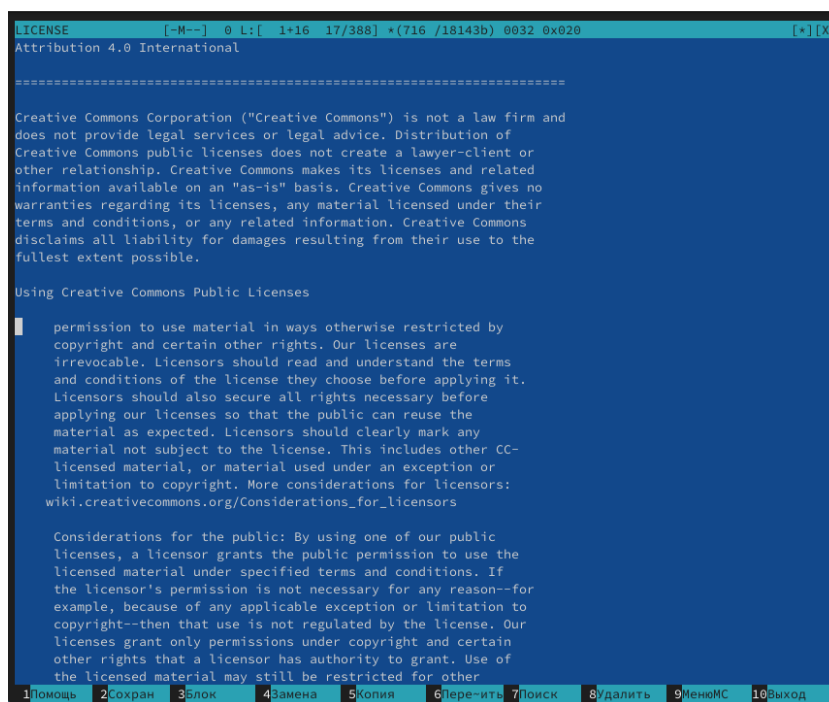 LICENSE [-M--] 0 L:[ 1+16 17/388] *(716 /18143b) 0032 0x020 [*][X
Attribution 4.0 International
=======================================================================
Creative Commons Corporation ("Creative Commons") is not a law firm and
does not provide legal services or legal advice. Distribution of
Creative Commons public licenses does not create a lawyer-client or
other relationship. Creative Commons makes its licenses and related
information available on an "as-is" basis. Creative Commons gives no
warranties regarding its licenses, any material licensed under their
terms and conditions, or any related information. Creative Commons
disclaims all liability for damages resulting from their use to the
fullest extent possible.
Using Creative Commons Public Licenses
permission to use material in ways otherwise restricted by
copyright and certain other rights. Our licenses are
irrevocable. Licensors should read and understand the terms
and conditions of the license they choose before applying it.
Licensors should also secure all rights necessary before
applying our licenses so that the public can reuse the
material as expected. Licensors should clearly mark any
material not subject to the license. This includes other CC-
licensed material, or material used under an exception or
limitation to copyright. More considerations for licensors:
wiki.creativecommons.org/Considerations_for_licensors
Considerations for the public: By using one of our public
licenses, a licensor grants the public permission to use the
licensed material under specified terms and conditions. If
the licensor's permission is not necessary for any reason--for
example, because of any applicable exception or limitation to
copyright--then that use is not regulated by the license. Our
licenses grant only permissions under copyright and certain
other rights that a licensor has authority to grant. Use of
the licensed material may still be restricted for other
1Помощь 2Сохран 3Блок 4Замена 5Копия 6Пере~ить 7Поиск 8Удалить 9МенюMC 10Выход